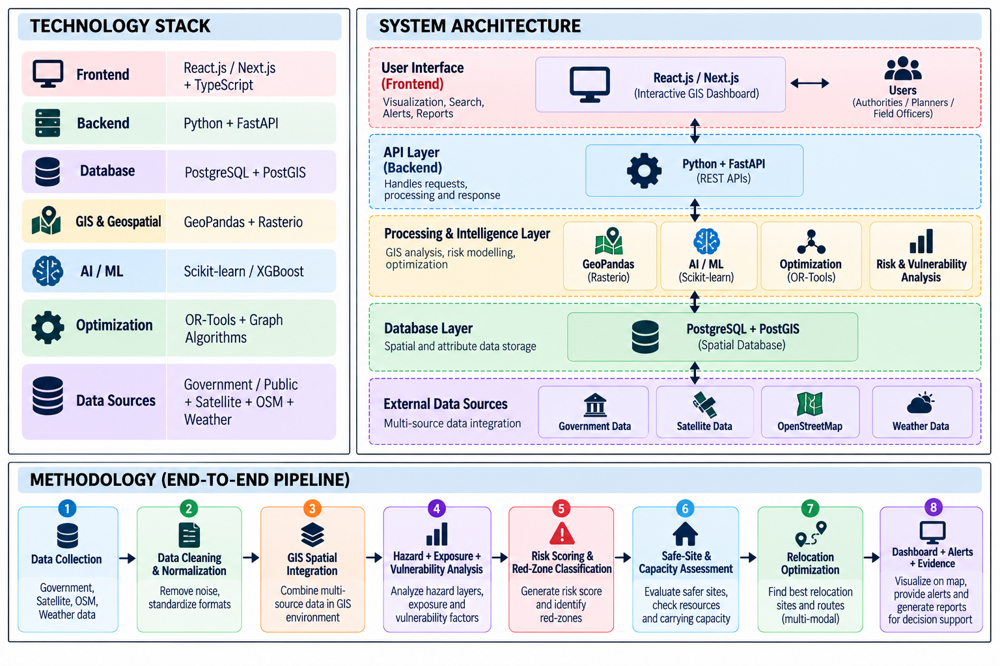 TECHNOLOGY STACK
Frontend
React.js / Next.js
+ TypeScript
Backend
Python + FastAPI
Database
PostgreSQL + PostGIS
GIS & Geospatial
GeoPandas + Rasterio
AI / ML
Scikit-learn / XGBoost
Optimization
OR-Tools + Graph
Algorithms
Data Sources
Government / Public
+ Satellite + OSM +
Weather
SYSTEM ARCHITECTURE
User Interface
(Frontend)
Visualization, Search,
Alerts, Reports
React.js / Next.js
(Interactive GIS Dashboard)
Users
(Authorities / Planners /
Field Officers)
API Layer
(Backend)
Handles requests,
processing and response
Python + FastAPI
(REST APIs)
Processing & Intelligence Layer
GIS analysis, risk modelling,
optimization
GeoPandas
(Rasterio)
AI / ML
(Scikit-learn)
Optimization
(OR-Tools)
Risk & Vulnerability
Analysis
Database Layer
Spatial and attribute data storage
PostgreSQL + PostGIS
(Spatial Database)
External Data Sources
Multi-source data integration
Government Data
Satellite Data
OpenStreetMap
Weather Data
METHODOLOGY (END-TO-END PIPELINE)
1
Data Collection
Government,
Satellite, OSM,
Weather data
2
Data Cleaning
& Normalization
Remove noise,
standardize formats
3
GIS Spatial
Integration
Combine multi-
source data in GIS
environment
4
Hazard + Exposure +
Vulnerability Analysis
Analyze hazard layers,
exposure and
vulnerability factors
5
Risk Scoring &
Red-Zone Classification
Generate risk score
and identify
red-zones
6
Safe-Site &
Capacity Assessment
Evaluate safer sites,
check resources
and carrying capacity
7
Relocation
Optimization
Find best relocation
sites and routes
(multi-modal)
8
Dashboard + Alerts
+ Evidence
Visualize on map,
provide alerts and
generate reports
for decision support